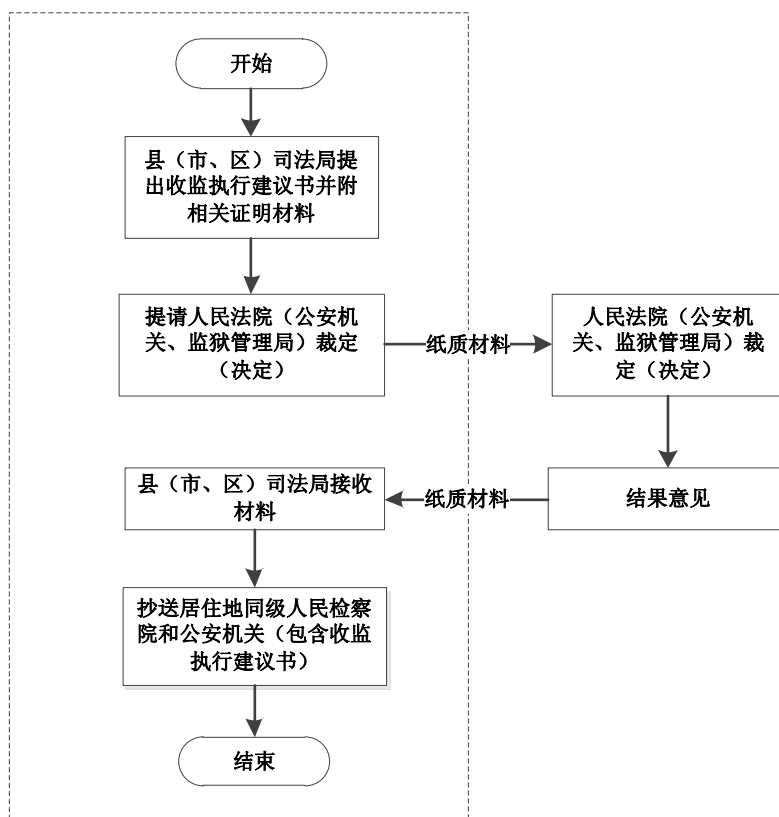 开始
县（市、区）司法局提
出收监执行建议书并附
相关证明材料
提请人民法院（公安机
关、监狱管理局）裁定
（决定）
纸质材料
人民法院（公安机
关、监狱管理局）裁
定（决定）
县（市、区）司法局接收
材料
纸质材料
结果意见
抄送居住地同级人民检察
院和公安机关（包含收监
执行建议书）
结束